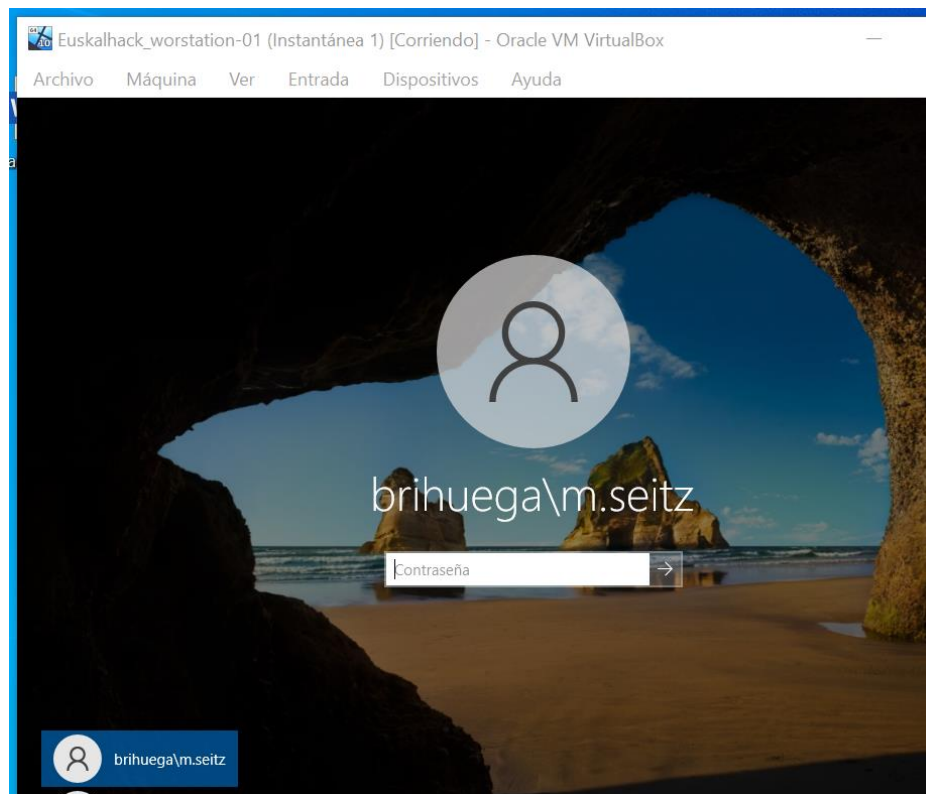 Euskalhack_worstation-01 (Instantánea 1) [Corriendo] - Oracle VM VirtualBox
Archivo Máquina Ver Entrada Dispositivos Ayuda
brihuega\m.seitz
Contraseña
brihuega\m.seitz